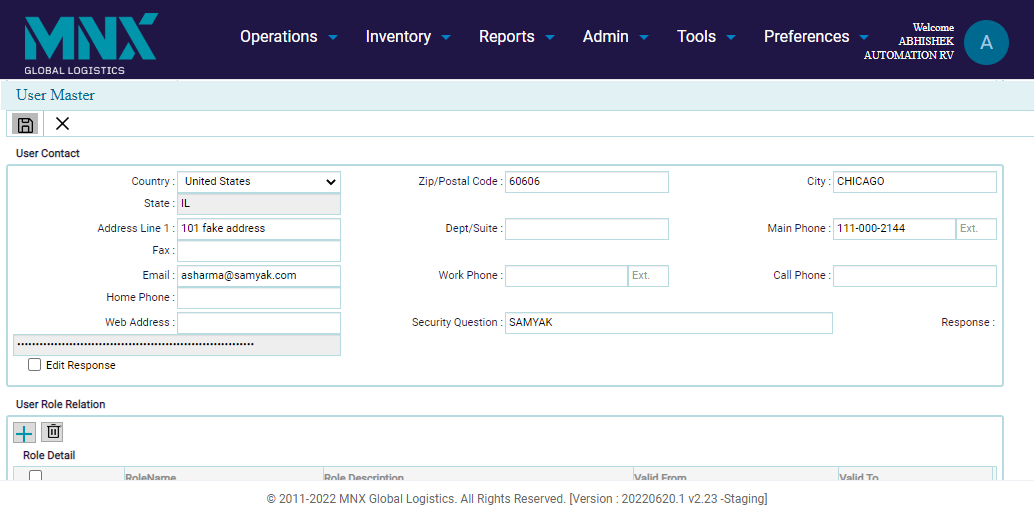 MNX
GLOBAL LOGISTICS
Operations Inventory Reports Admin Tools Preferences
Welcome
ABHISHEK
AUTOMATION RV
A
User Master
User Contact
Country : United States Zip/Postal Code : 60606 City : CHICAGO
State : IL
Address Line 1 : 101 fake address Dept/Suite : Main Phone : 111-000-2144 Ext.
Fax :
Email : asharma@samyak.com Work Phone : Ext. Call Phone :
Home Phone :
Web Address : Security Question : SAMYAK Response :
Edit Response
User Role Relation
Role Detail
RoleName Role Description Valid From Valid To
© 2011-2022 MNX Global Logistics. All Rights Reserved. [Version : 20220620.1 v2.23 -Staging]